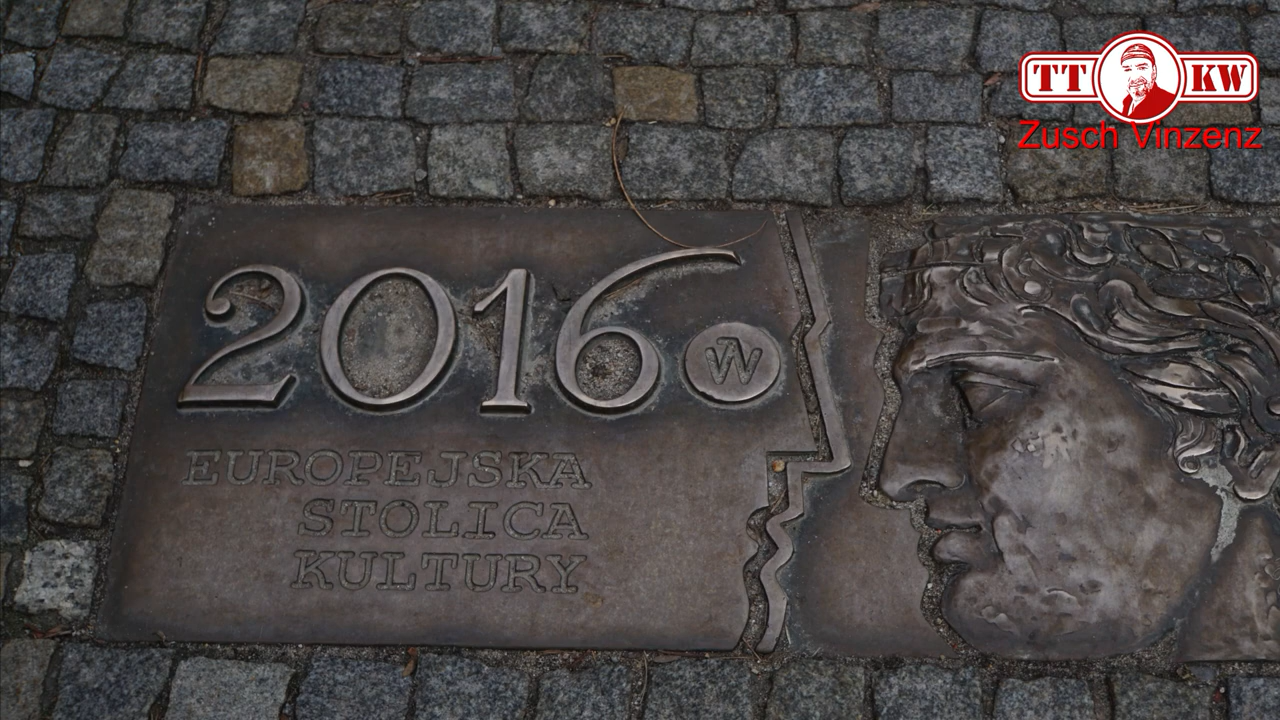 TT KW
Zusch Vinzenz
2016 W
EUROPEJSKA
STOLICA
KULTURY